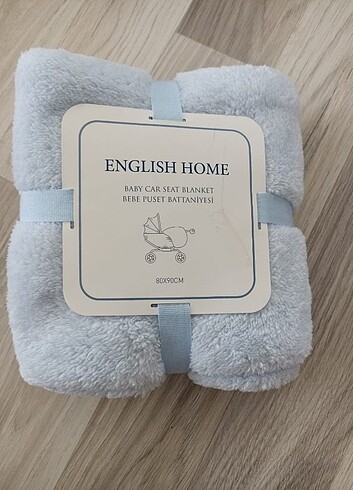 ENGLISH HOME
BABY CAR SEAT BLANKET
BEBE PUSET BATTANİYESİ
80X90CM